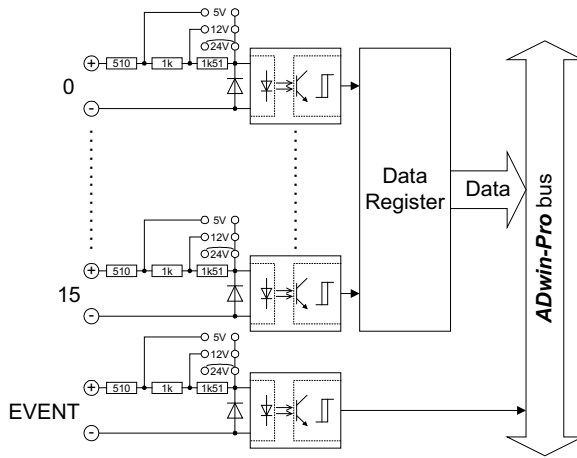 5V
12V
24V
+ 510 1k 1k51
0
-
5V
12V
24V
+ 510 1k 1k51
15
-
5V
12V
24V
+ 510 1k 1k51
EVENT
-
Data
Register
Data
ADwin-Pro bus